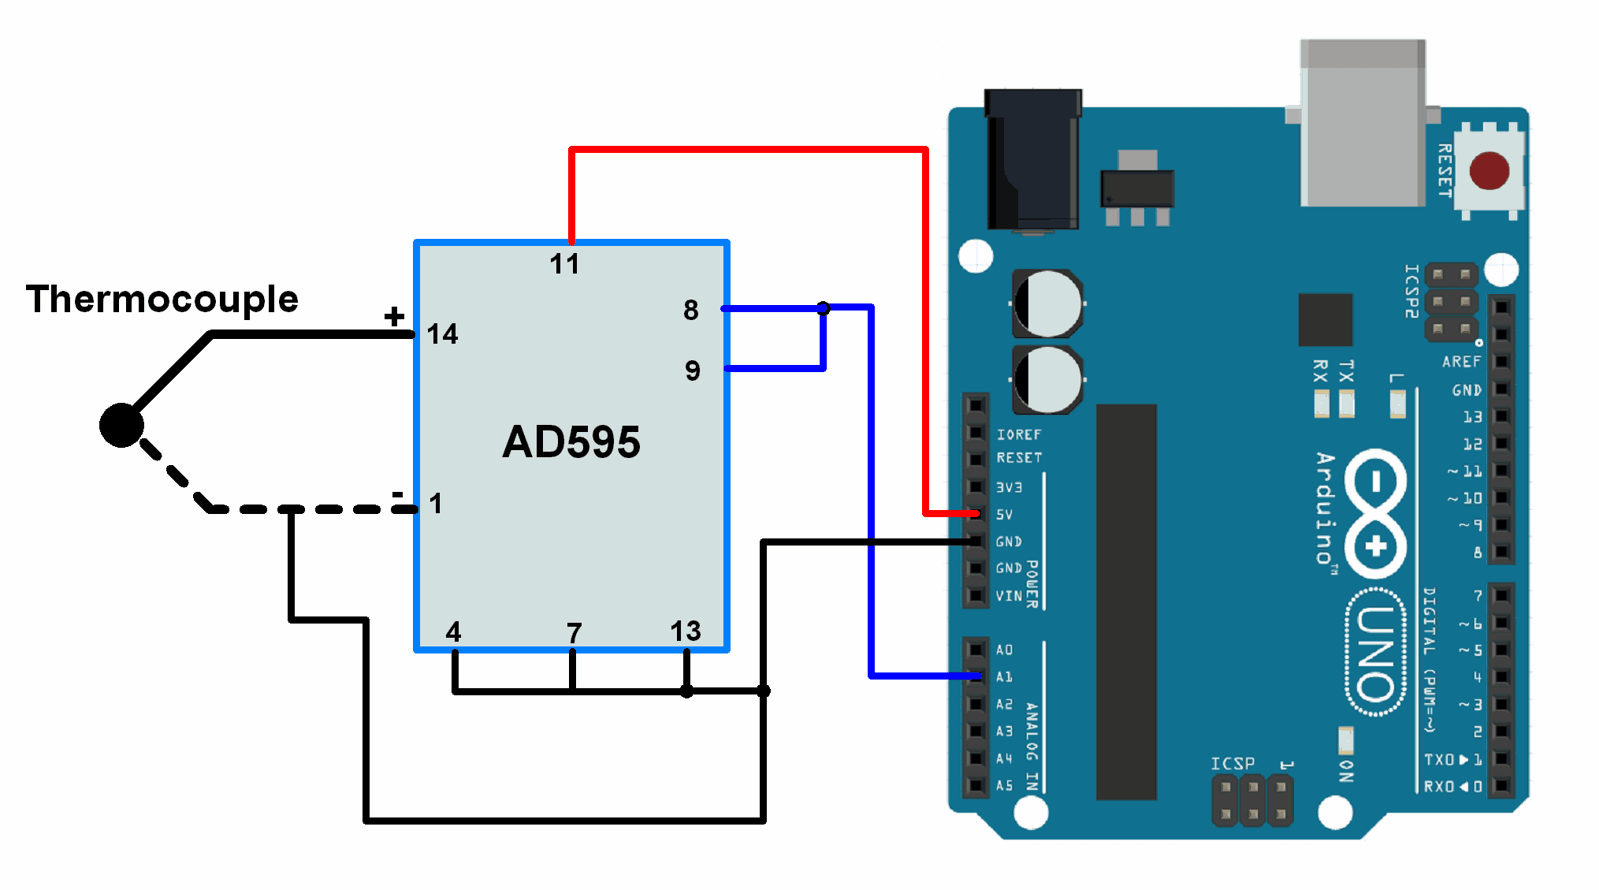 Thermocouple
+
14
-
1
11
8
9
AD595
4
7
13
RESET
ICSP2
AREF
GND
13
12
~11
~10
~9
8
RX
TX
L
IOREF
RESET
3V3
5V
GND
GND
VIN
POWER
Arduino™
UNO
A0
A1
A2
A3
A4
A5
ANALOG IN
7
~6
~5
4
~3
2
TX0▶1
RX0◀0
DIGITAL (PWM=~)
ICSP
1
ON